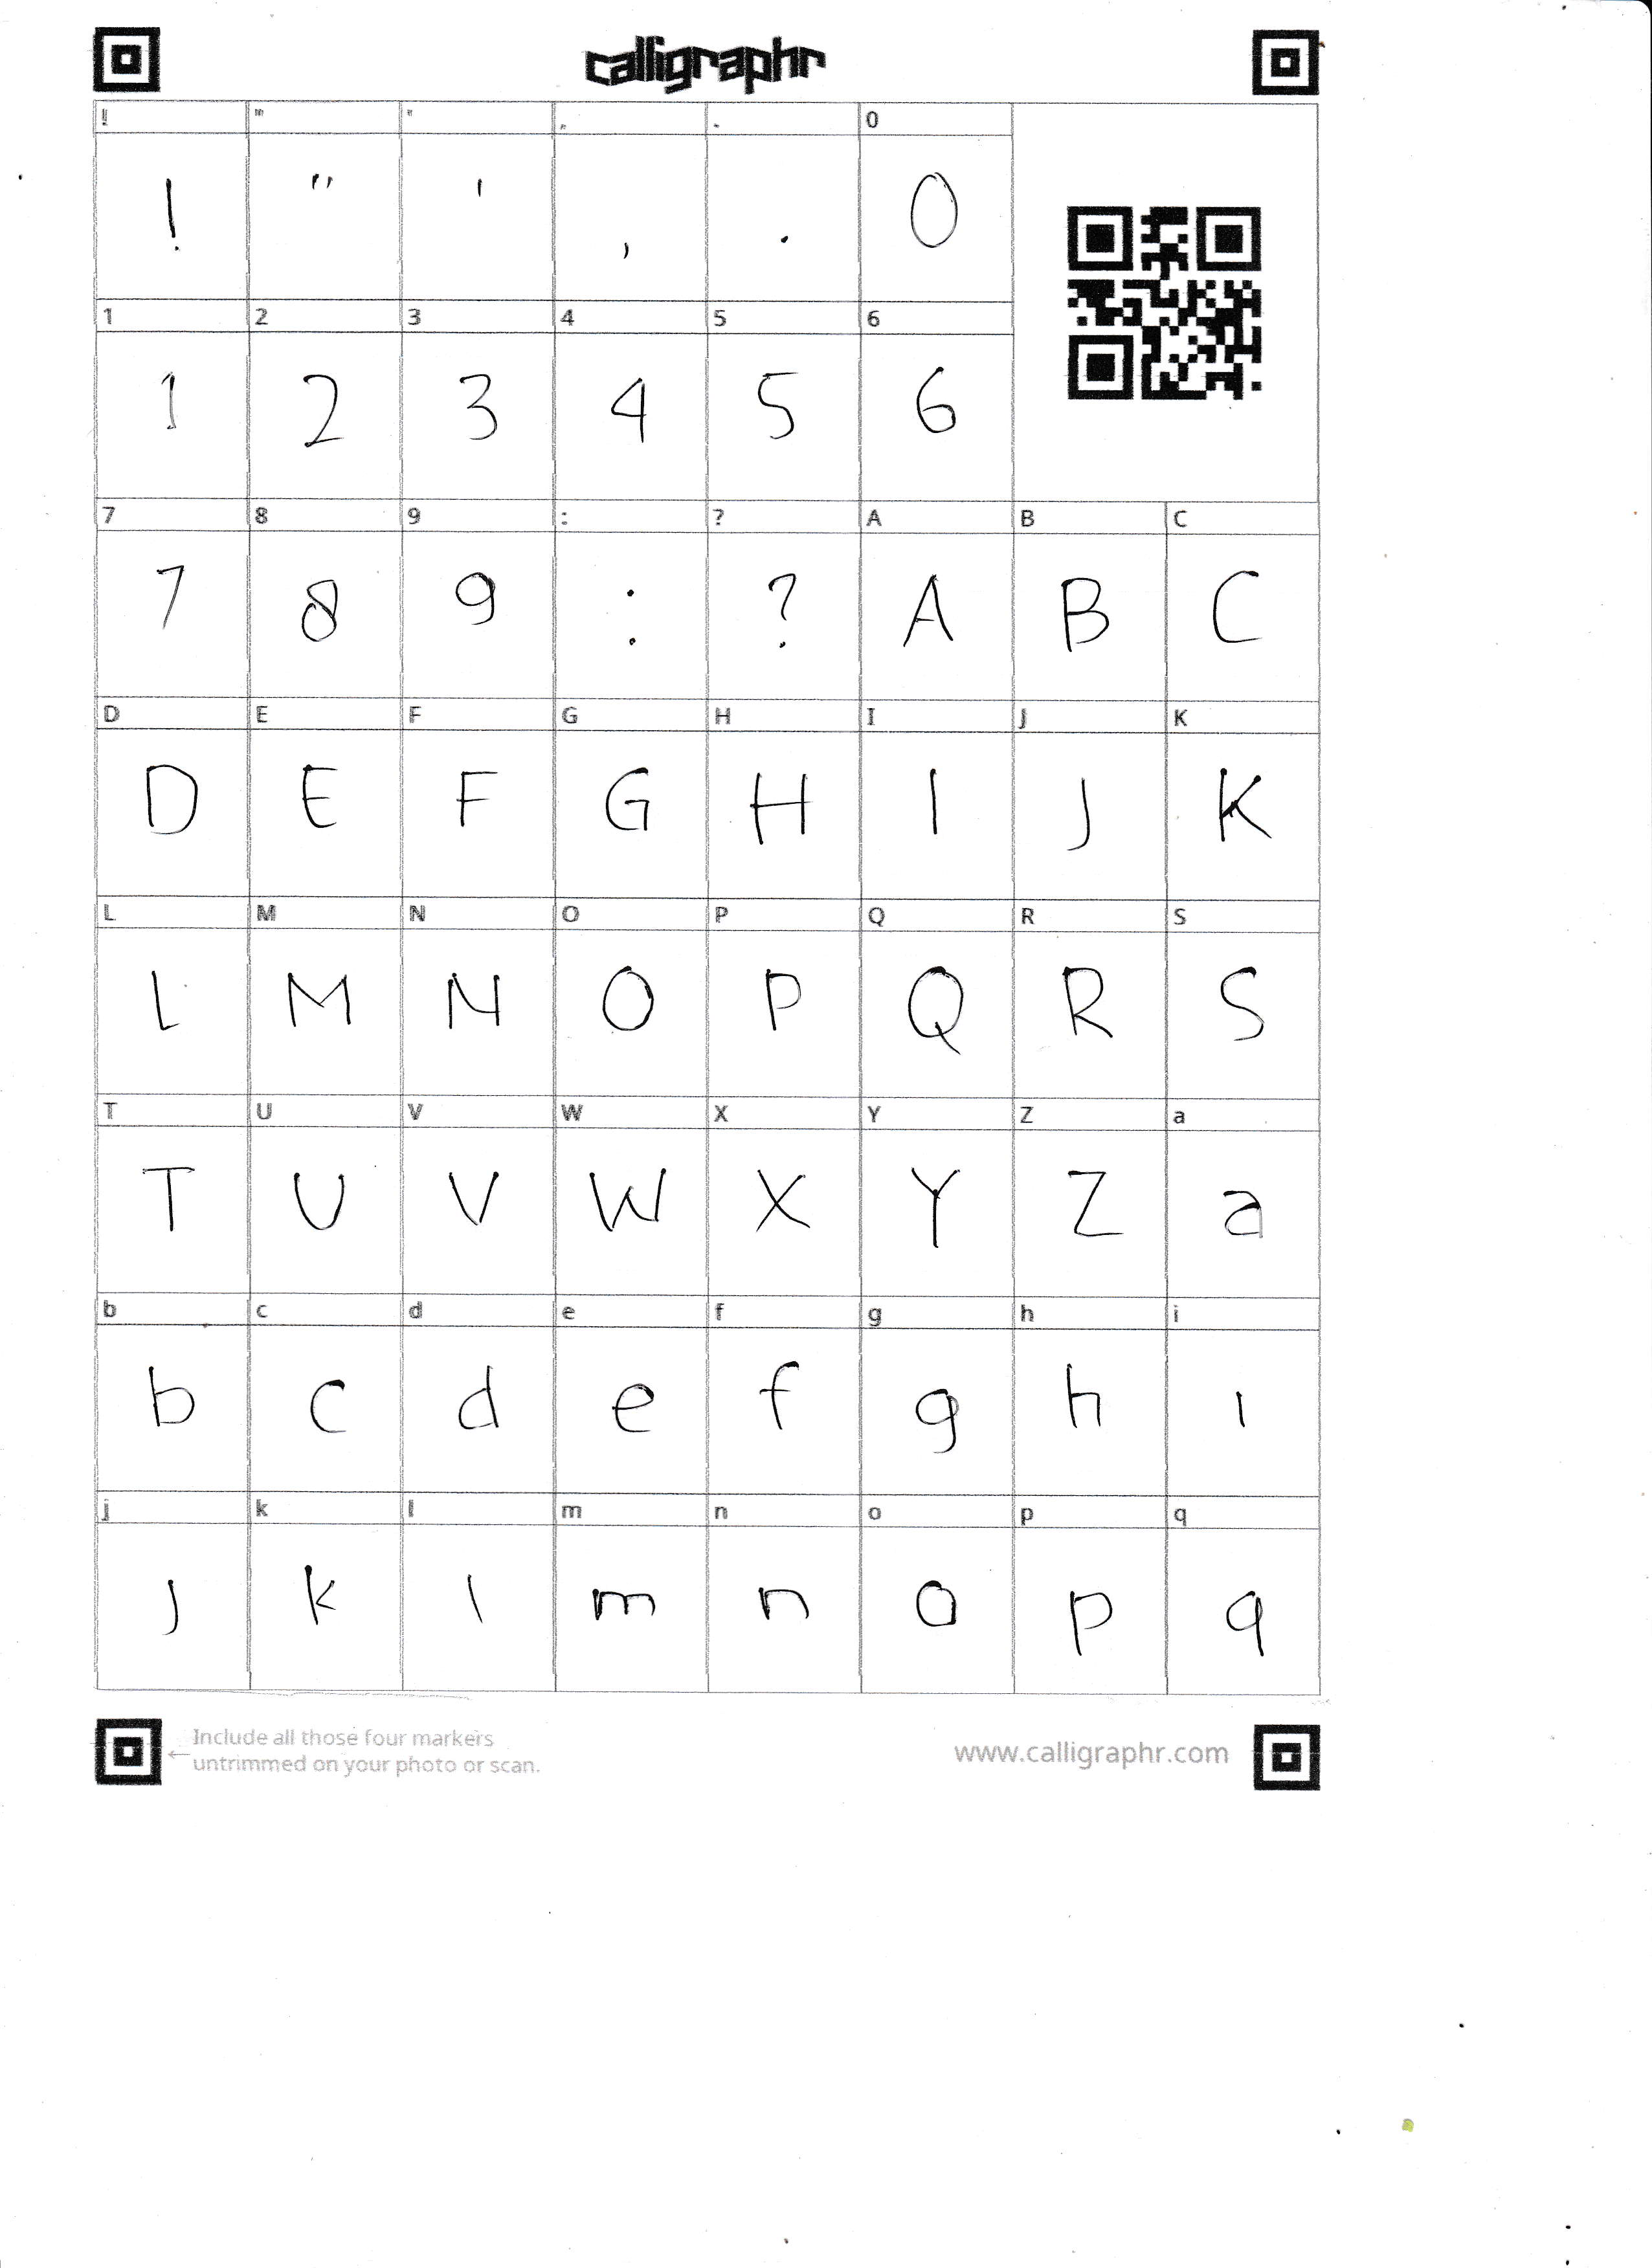 calligraphr
! " ' , . 0
! " ' , . 0
1 2 3 4 5 6
1 2 3 4 5 6
7 8 9 : ? A B C
7 8 9 : ? A B C
D E F G H I J K
D E F G H I J K
L M N O P Q R S
L M N O P Q R S
T U V W X Y Z a
T U V W X Y Z a
b c d e f g h i
b c d e f g h i
j k l m n o p q
j k l m n o p q
Include all those four markers
untrimmed on your photo or scan.
www.calligraphr.com